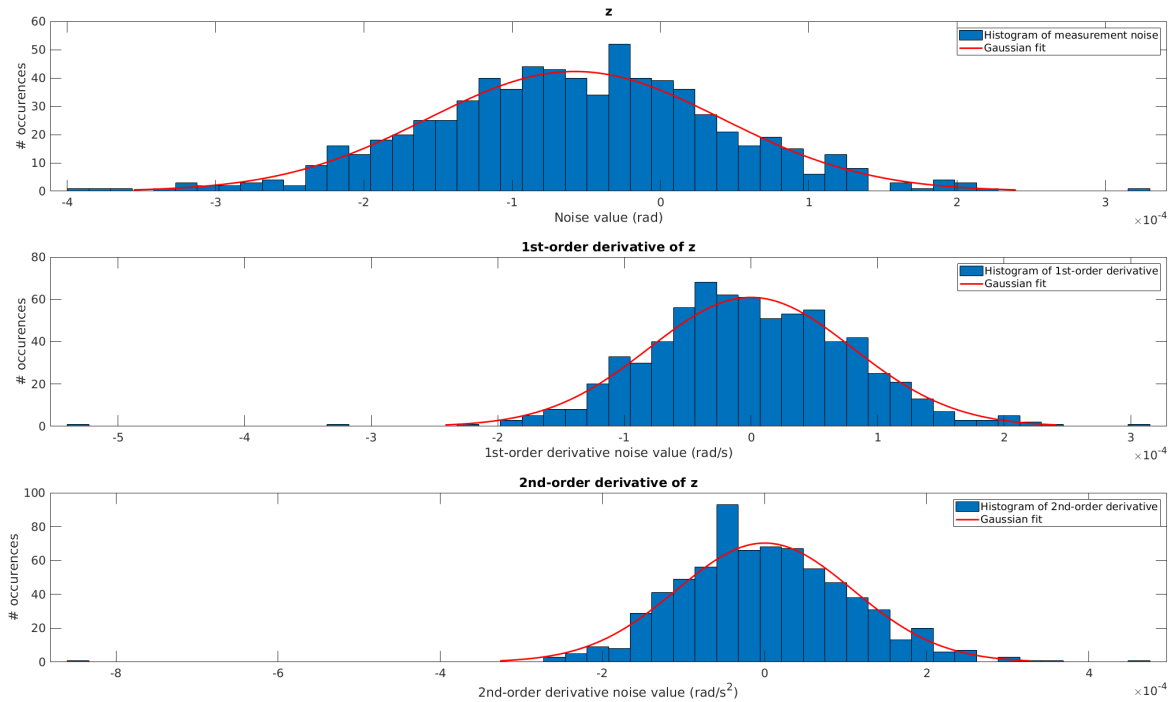 z
60
50
40
30
20
10
0
# occurences
Histogram of measurement noise
Gaussian fit
-4 -3 -2 -1 0 1 2 3
Noise value (rad)
×10-4
1st-order derivative of z
80
60
40
20
0
# occurences
Histogram of 1st-order derivative
Gaussian fit
-5 -4 -3 -2 -1 0 1 2 3
1st-order derivative noise value (rad/s)
×10-4
2nd-order derivative of z
100
80
60
40
20
0
# occurences
Histogram of 2nd-order derivative
Gaussian fit
-8 -6 -4 -2 0 2 4
2nd-order derivative noise value (rad/s2)
×10-4